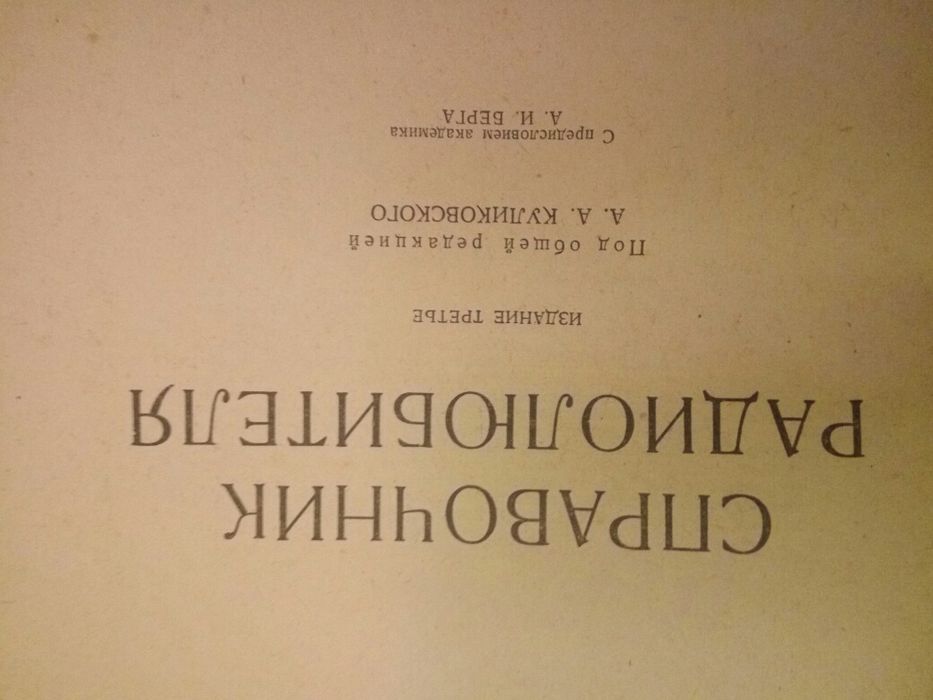 СПРАВОЧНИК
РАДИОЛЮБИТЕЛЯ
ИЗДАНИЕ ТРЕТЬЕ
Под общей редакцией
А. А. КУЛИКОВСКОГО
С предисловием академика
А. И. БЕРГА